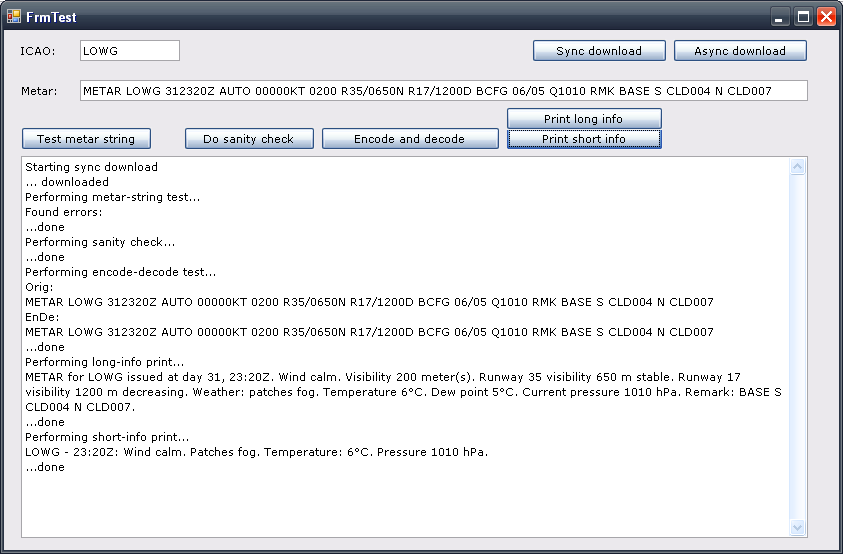 FrmTest
ICAO: LOWG Sync download Async download
Metar: METAR LOWG 312320Z AUTO 00000KT 0200 R35/0650N R17/1200D BCFG 06/05 Q1010 RMK BASE S CLD004 N CLD007
Print long info
Test metar string Do sanity check Encode and decode Print short info
Starting sync download
... downloaded
Performing metar-string test...
Found errors:
...done
Performing sanity check...
...done
Performing encode-decode test...
Orig:
METAR LOWG 312320Z AUTO 00000KT 0200 R35/0650N R17/1200D BCFG 06/05 Q1010 RMK BASE S CLD004 N CLD007
EnDe:
METAR LOWG 312320Z AUTO 00000KT 0200 R35/0650N R17/1200D BCFG 06/05 Q1010 RMK BASE S CLD004 N CLD007
...done
Performing long-info print...
METAR for LOWG issued at day 31, 23:20Z. Wind calm. Visibility 200 meter(s). Runway 35 visibility 650 m stable. Runway 17
visibility 1200 m decreasing. Weather: patches fog. Temperature 6°C. Dew point 5°C. Current pressure 1010 hPa. Remark: BASE S
CLD004 N CLD007.
...done
Performing short-info print...
LOWG - 23:20Z: Wind calm. Patches fog. Temperature: 6°C. Pressure 1010 hPa.
...done